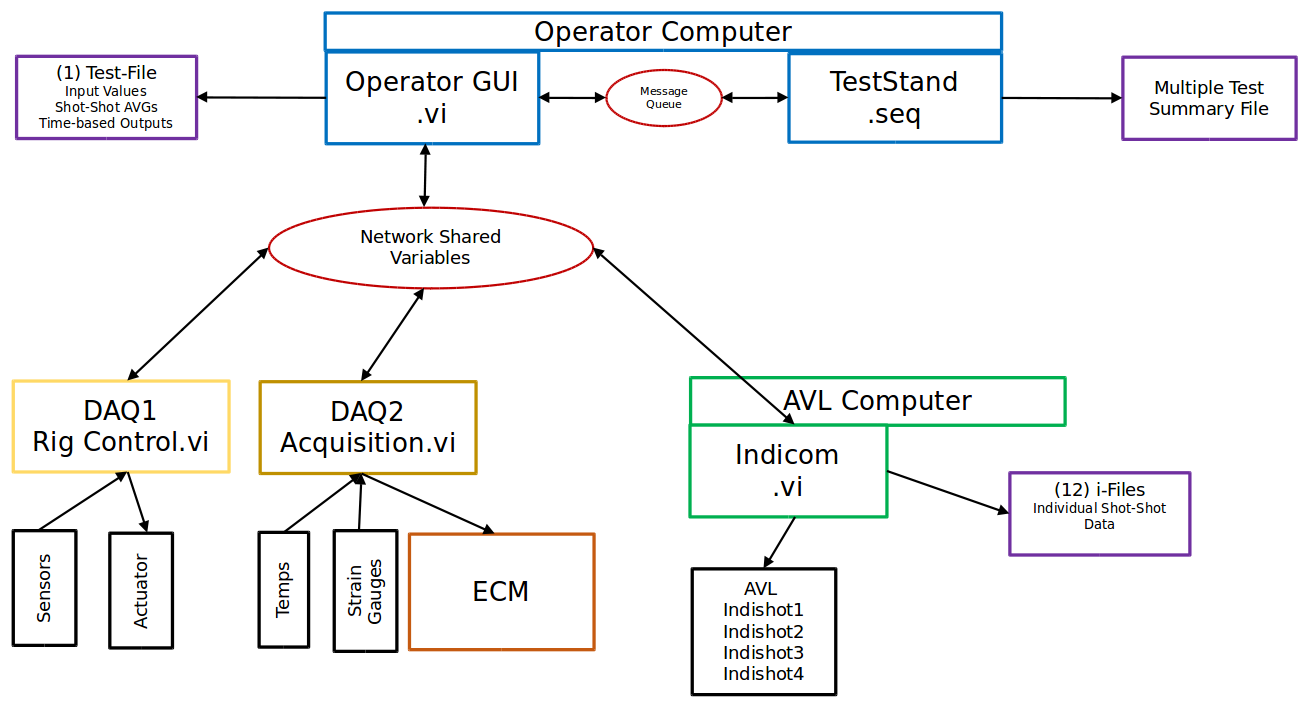 Operator Computer
(1) Test-File
Input Values
Shot-Shot AVGs
Time-based Outputs
Operator GUI
.vi
Message
Queue
TestStand
.seq
Multiple Test
Summary File
Network Shared
Variables
DAQ1
Rig Control.vi
DAQ2
Acquisition.vi
AVL Computer
Indicom
.vi
(12) i-Files
Individual Shot-Shot
Data
Sensors
Actuator
Temps
Strain
Gauges
ECM
AVL
Indishot1
Indishot2
Indishot3
Indishot4